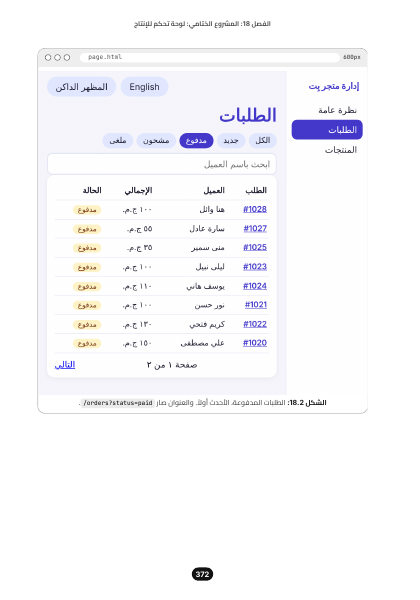 الفصل 18: المشروع الختامي: لوحة تحكم للإنتاج
page.html
600px
إدارة متجر بِت
نظرة عامة
الطلبات
المنتجات
English
المظهر الداكن
الطلبات
الكل
جديد
مدفوع
مشحون
ملغى
ابحث باسم العميل
الطلب العميل الإجمالي الحالة
#1028 هنا وائل ١٠٠ ج.م. مدفوع
#1027 سارة عادل ٥٥ ج.م. مدفوع
#1025 منى سمير ٣٥ ج.م. مدفوع
#1023 ليلى نبيل ١٠٠ ج.م. مدفوع
#1024 يوسف هاني ١١٠ ج.م. مدفوع
#1021 نور حسن ١٠٠ ج.م. مدفوع
#1022 كريم فتحي ١٣٠ ج.م. مدفوع
#1020 علي مصطفى ١٥٠ ج.م. مدفوع
صفحة ١ من ٢
التالي
الشكل 18.2: الطلبات المدفوعة، الأحدث أولاً. والعنوان صار /orders?status=paid.
372